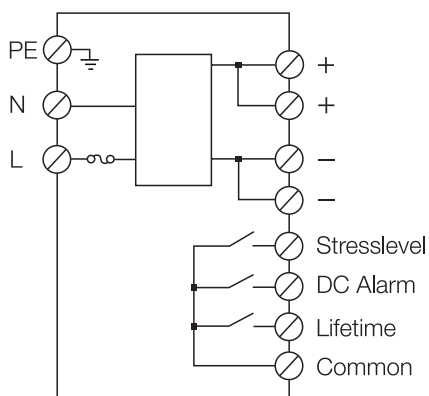 PE
N
L
+
+
−
−
Stresslevel
DC Alarm
Lifetime
Common